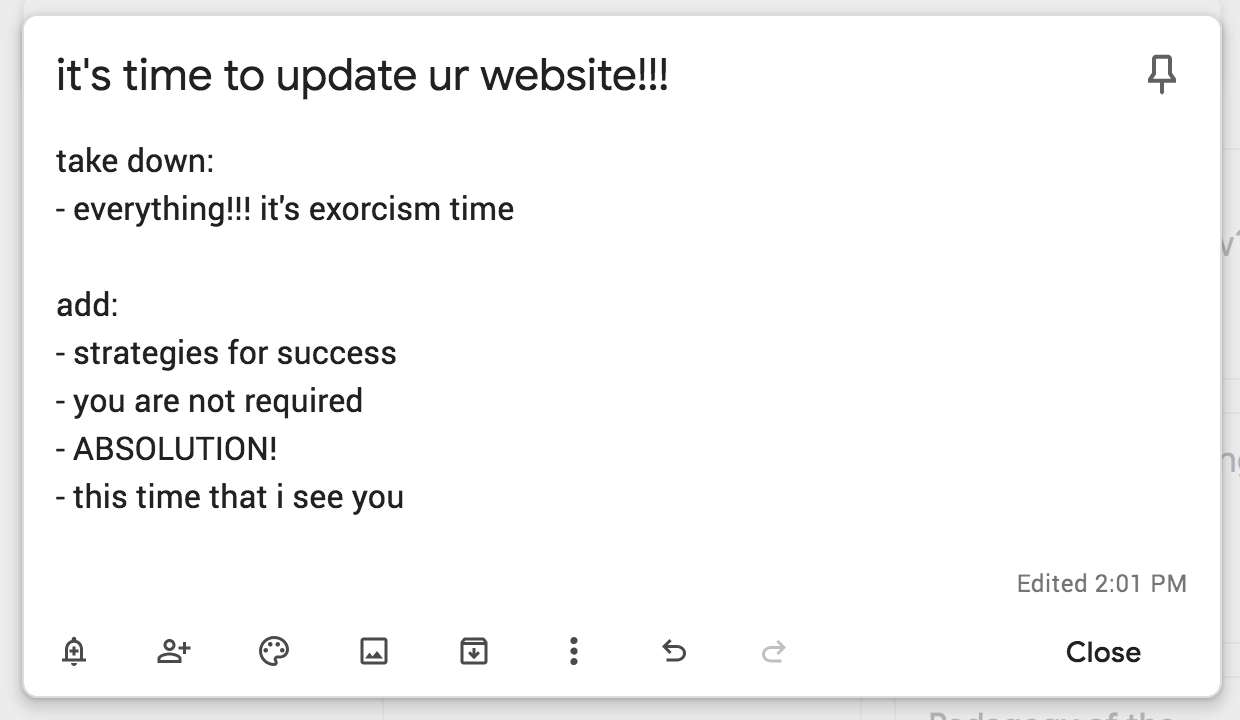 it's time to update ur website!!!
take down:
- everything!!! it's exorcism time
add:
- strategies for success
- you are not required
- ABSOLUTION!
- this time that i see you
Edited 2:01 PM
Close